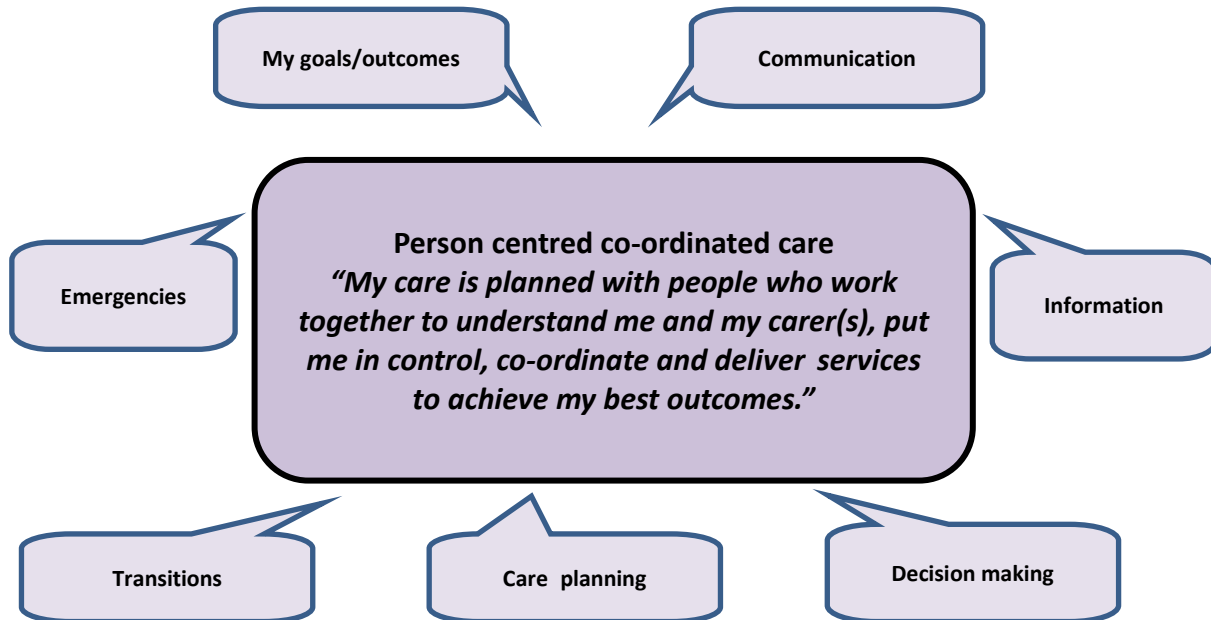 My goals/outcomes
Communication
Emergencies
Person centred co-ordinated care
“My care is planned with people who work
together to understand me and my carer(s), put
me in control, co-ordinate and deliver services
to achieve my best outcomes.”
Information
Transitions
Care planning
Decision making